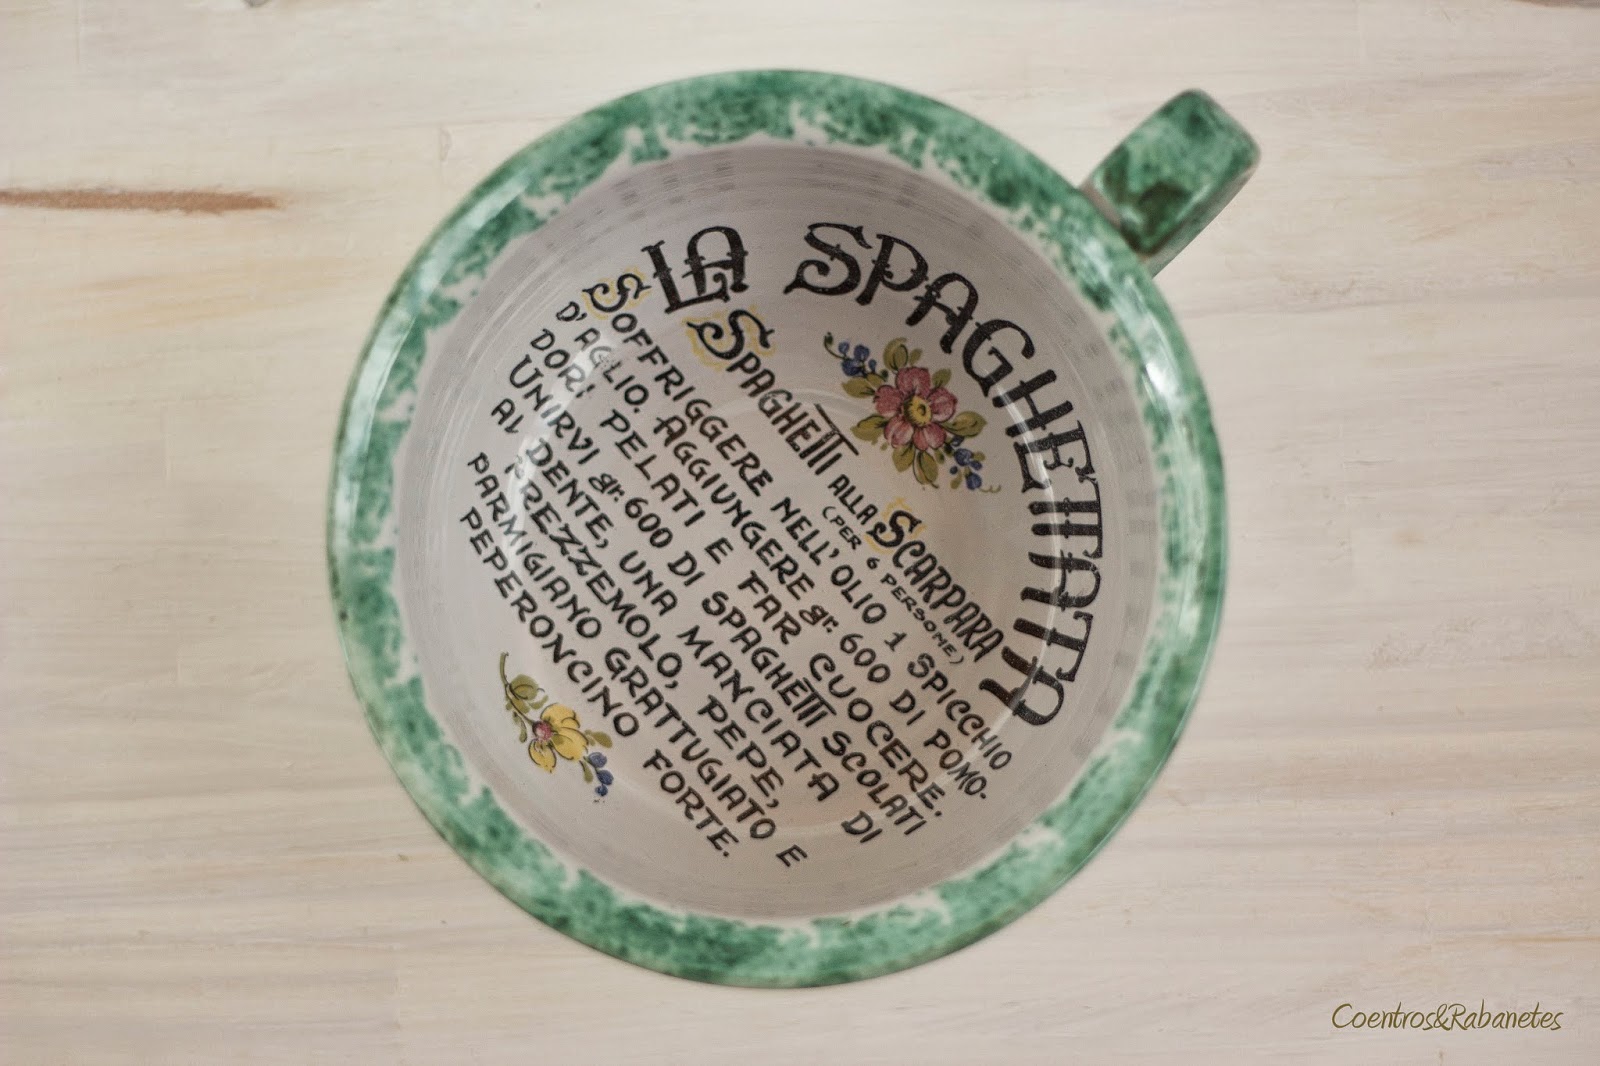 LA SPAGHETTATA
SPAGHETTI ALLA SCARPARA
(PER 6 PERSONE)
SOFFRIGGERE NELL'OLIO 1 SPICCHIO
D'AGLIO. AGGIUNGERE gr. 600 DI POMO-
DORI PELATI E FAR CUOCERE.
UNIRVI gr. 600 DI SPAGHETTI SCOLATI
AL DENTE, UNA MANCIATA DI
PREZZEMOLO, PEPE,
PARMIGIANO GRATTUGIATO E
PEPERONCINO FORTE.
Coentros&Rabanetes